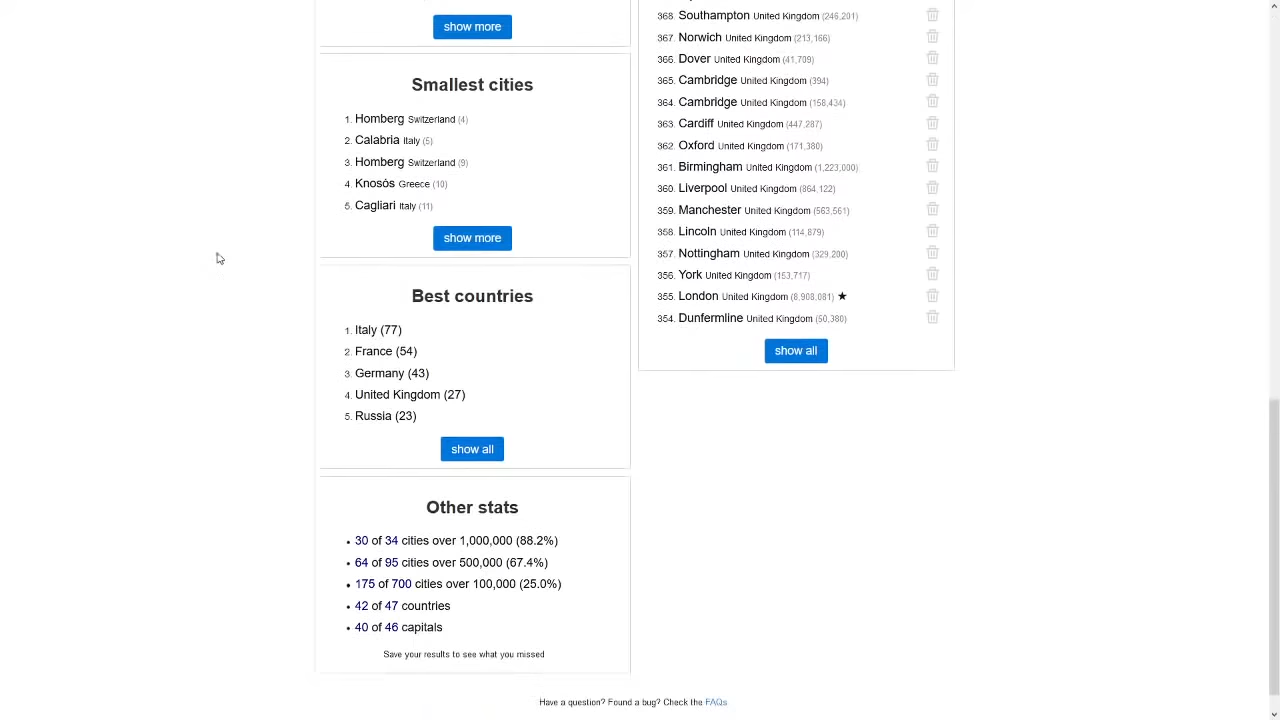 show more
Smallest cities
1. Homberg Switzerland (4)
2. Calabria Italy (5)
3. Homberg Switzerland (9)
4. Knosós Greece (10)
5. Cagliari Italy (11)
show more
Best countries
1. Italy (77)
2. France (54)
3. Germany (43)
4. United Kingdom (27)
5. Russia (23)
show all
Other stats
• 30 of 34 cities over 1,000,000 (88.2%)
• 64 of 95 cities over 500,000 (67.4%)
• 175 of 700 cities over 100,000 (25.0%)
• 42 of 47 countries
• 40 of 46 capitals
Save your results to see what you missed
368. Southampton United Kingdom (246,201)
367. Norwich United Kingdom (213,166)
366. Dover United Kingdom (41,709)
365. Cambridge United Kingdom (394)
364. Cambridge United Kingdom (158,434)
363. Cardiff United Kingdom (447,287)
362. Oxford United Kingdom (171,380)
361. Birmingham United Kingdom (1,223,000)
360. Liverpool United Kingdom (864,122)
359. Manchester United Kingdom (563,561)
358. Lincoln United Kingdom (114,879)
357. Nottingham United Kingdom (329,200)
356. York United Kingdom (153,717)
355. London United Kingdom (8,908,081) ★
354. Dunfermline United Kingdom (50,380)
show all
Have a question? Found a bug? Check the FAQs